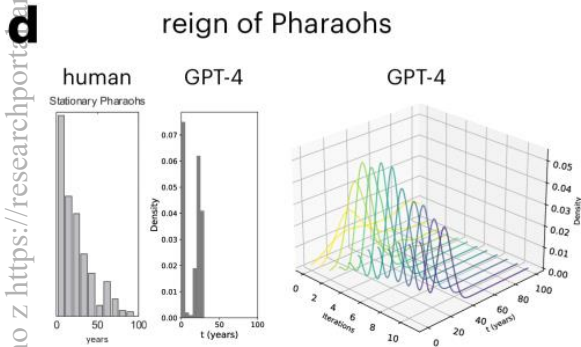 d
reign of Pharaohs
human
GPT-4
GPT-4
Stationary Pharaohs
0
50
100
years
Density
0.07
0.06
0.05
0.04
0.03
0.02
0.01
0.00
0
50
100
t (years)
0.05
0.04
0.03
0.02
0.01
0.00
Density
0
2
4
6
8
10
Iterations
0
20
40
60
80
100
t (years)
z https://researchportal